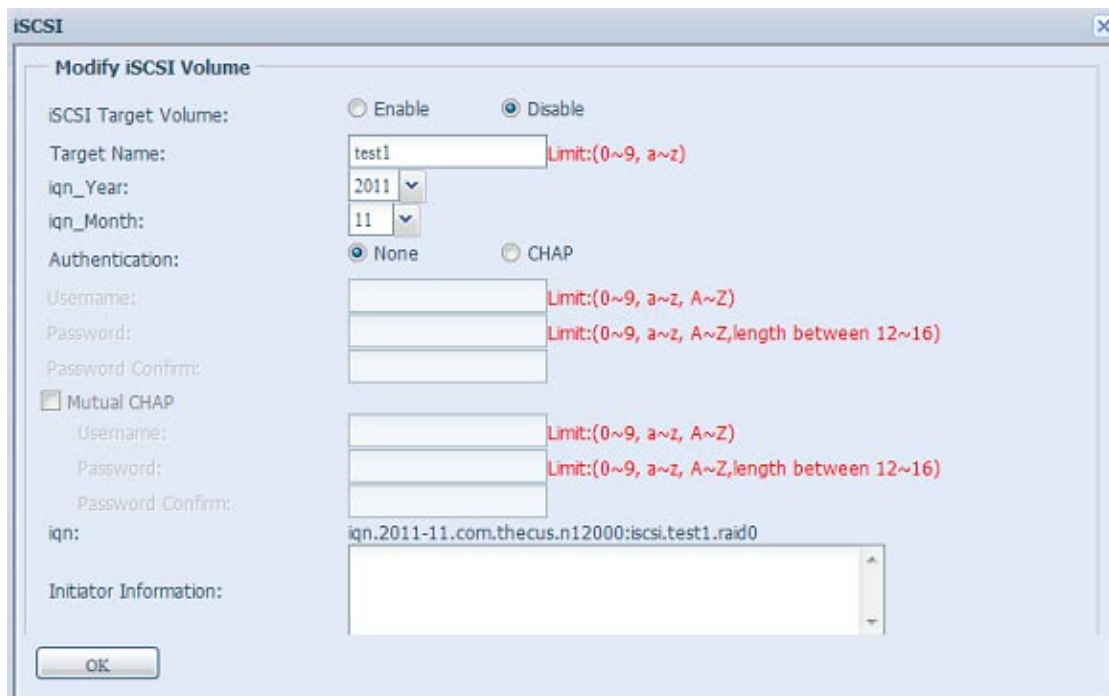 iSCSI
Modify iSCSI Volume
iSCSI Target Volume: Enable Disable
Target Name: test1 Limit:(0~9, a~z)
iqn_Year: 2011
iqn_Month: 11
Authentication: None CHAP
Username: Limit:(0~9, a~z, A~Z)
Password: Limit:(0~9, a~z, A~Z,length between 12~16)
Password Confirm:
Mutual CHAP
Username: Limit:(0~9, a~z, A~Z)
Password: Limit:(0~9, a~z, A~Z,length between 12~16)
Password Confirm:
iqn: iqn.2011-11.com.thecus.n12000:iscsi.test1.raid0
Initiator Information:
OK